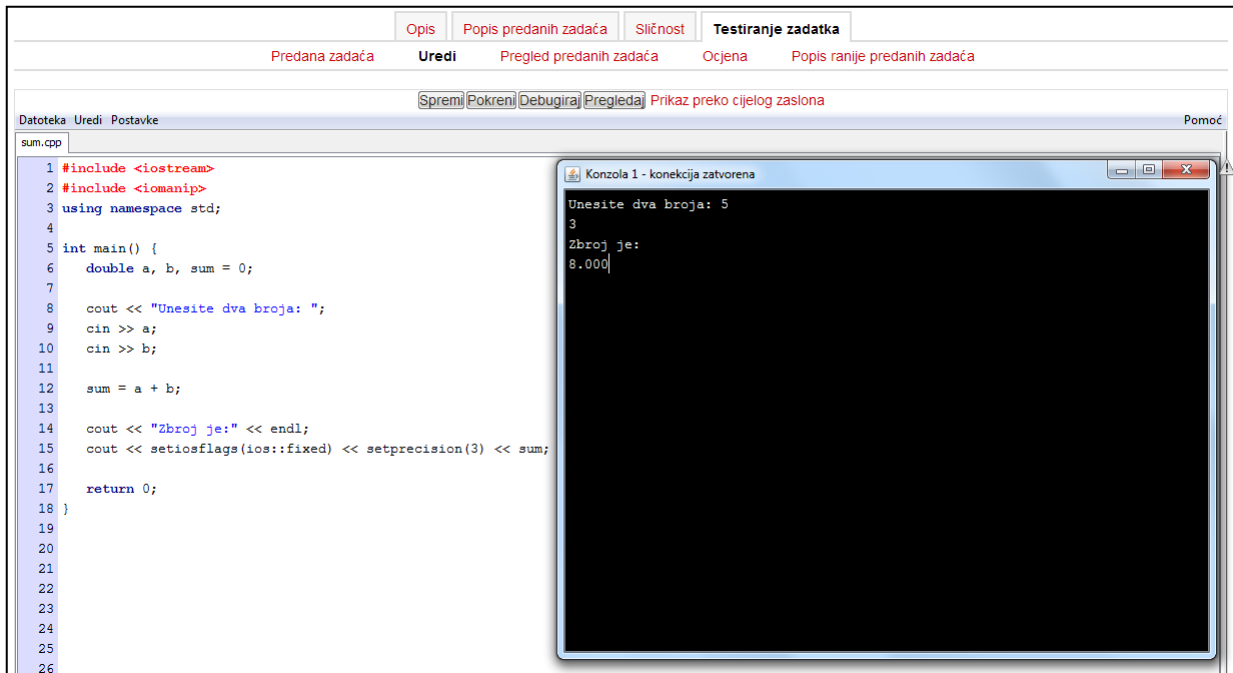 Opis Popis predanih zadaća Sličnost Testiranje zadatka
Predana zadaća Uredi Pregled predanih zadaća Ocjena Popis ranije predanih zadaća
Spremi Pokreni Debugiraj Pregledaj Prikaz preko cijelog zaslona
Datoteka Uredi Postavke Pomoć
sum.cpp
1 #include <iostream>
2 #include <iomanip>
3 using namespace std;
4
5 int main() {
6 double a, b, sum = 0;
7
8 cout << "Unesite dva broja: ";
9 cin >> a;
10 cin >> b;
11
12 sum = a + b;
13
14 cout << "Zbroj je:" << endl;
15 cout << setiosflags(ios::fixed) << setprecision(3) << sum;
16
17 return 0;
18 }
19
20
21
22
23
24
25
26
Konzola 1 - konekcija zatvorena
Unesite dva broja: 5
3
Zbroj je:
8.000